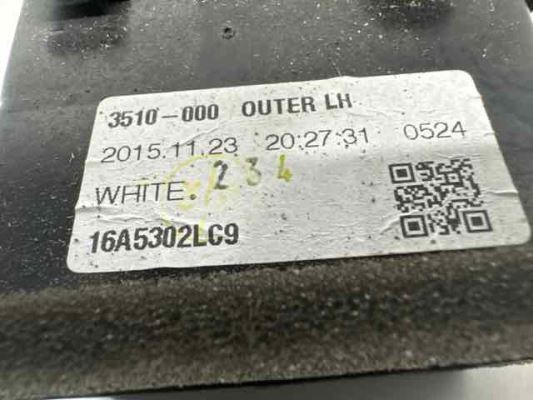 3510-000 OUTER LH
2015.11.23 20:27:31 0524
WHITE. 234
16A5302LC9